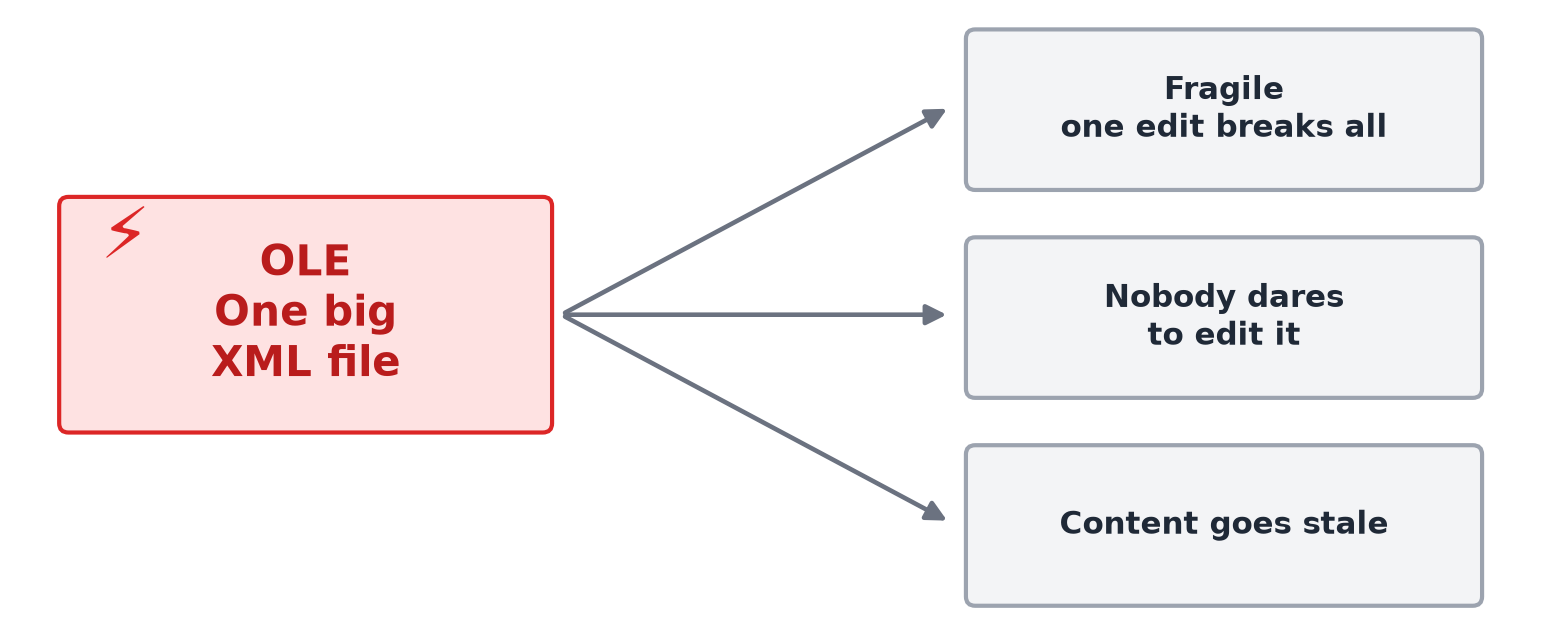 OLE
One big
XML file
Fragile
one edit breaks all
Nobody dares
to edit it
Content goes stale